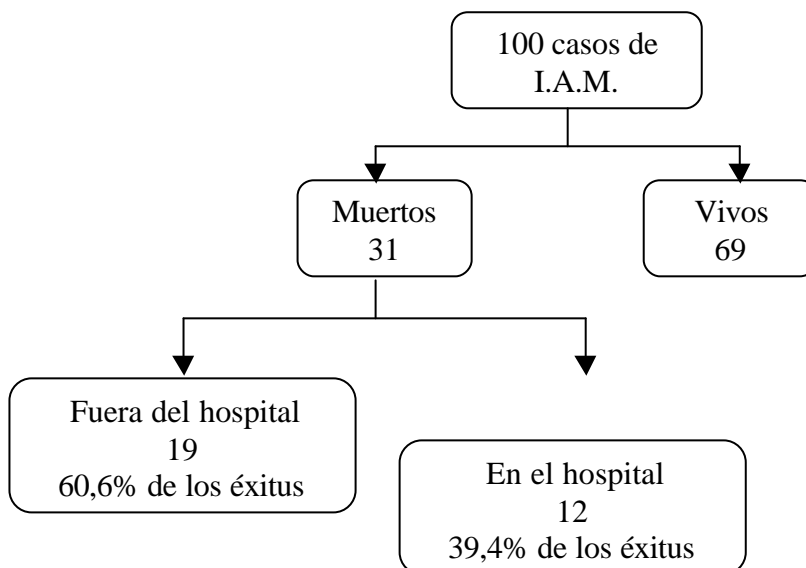 100 casos de
I.A.M.
Muertos
31
Vivos
69
Fuera del hospital
19
60,6% de los éxitus
En el hospital
12
39,4% de los éxitus